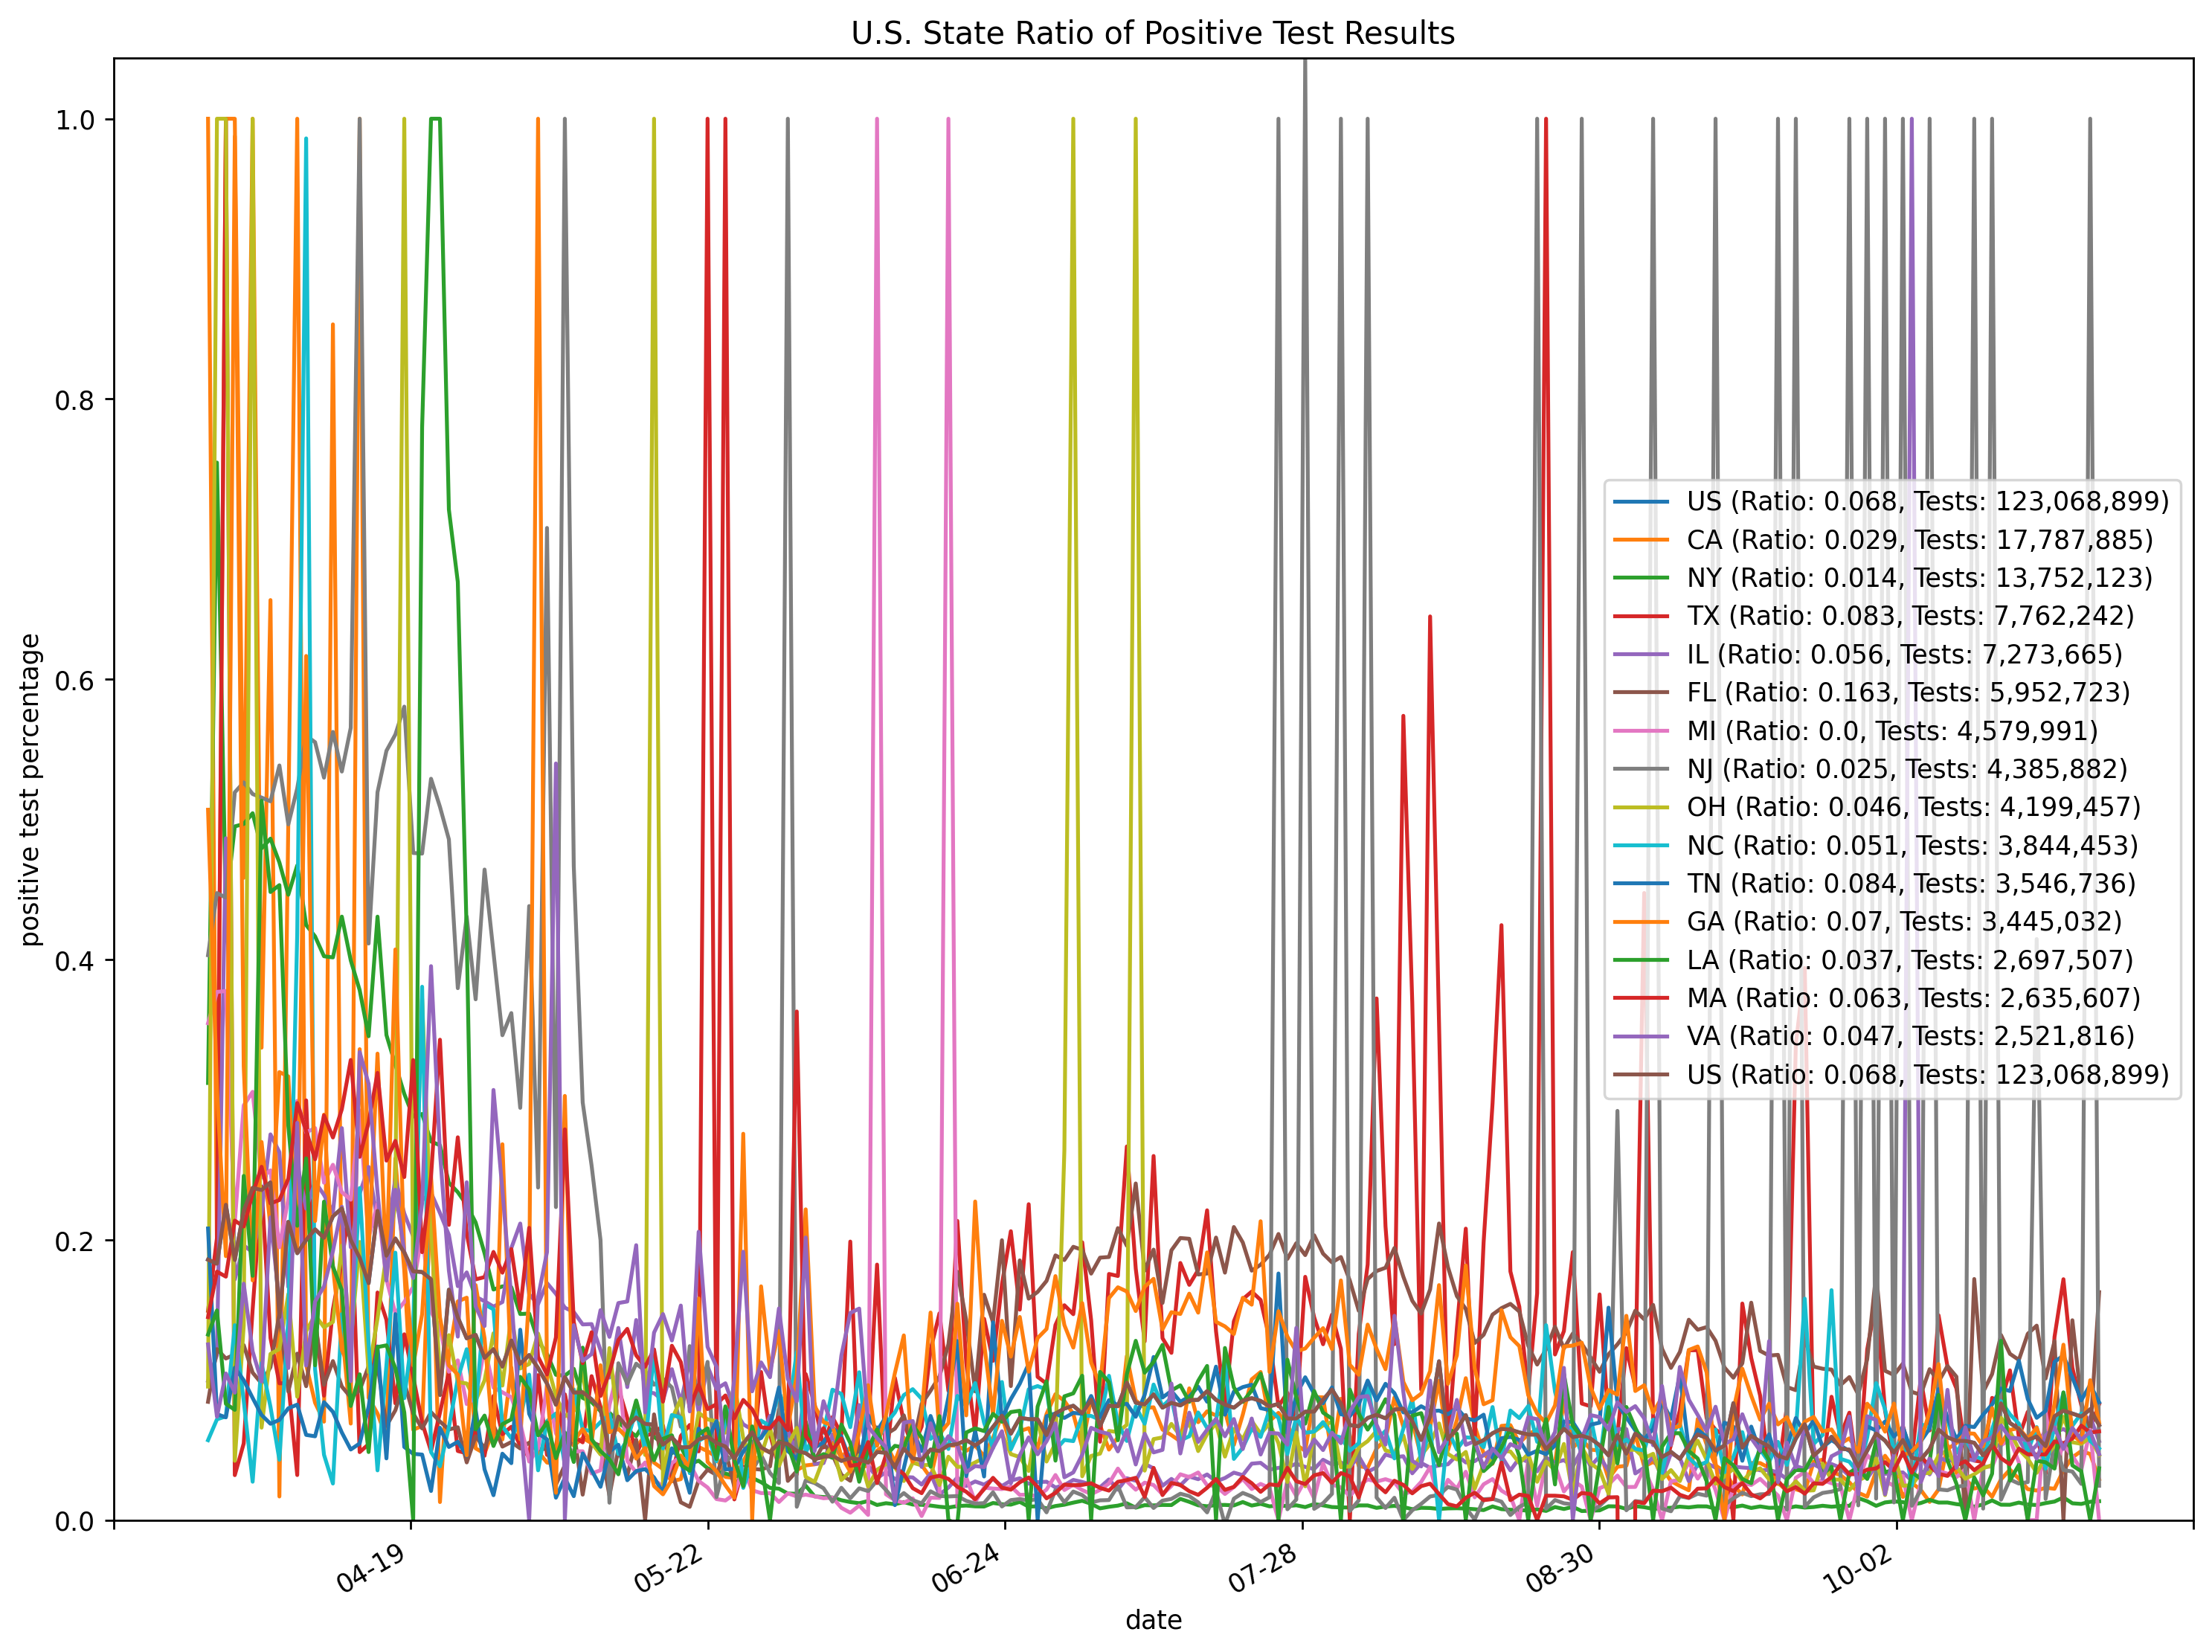 U.S. State Ratio of Positive Test Results
positive test percentage
1.0
0.8
0.6
0.4
0.2
0.0
US (Ratio: 0.068, Tests: 123,068,899)
CA (Ratio: 0.029, Tests: 17,787,885)
NY (Ratio: 0.014, Tests: 13,752,123)
TX (Ratio: 0.083, Tests: 7,762,242)
IL (Ratio: 0.056, Tests: 7,273,665)
FL (Ratio: 0.163, Tests: 5,952,723)
MI (Ratio: 0.0, Tests: 4,579,991)
NJ (Ratio: 0.025, Tests: 4,385,882)
OH (Ratio: 0.046, Tests: 4,199,457)
NC (Ratio: 0.051, Tests: 3,844,453)
TN (Ratio: 0.084, Tests: 3,546,736)
GA (Ratio: 0.07, Tests: 3,445,032)
LA (Ratio: 0.037, Tests: 2,697,507)
MA (Ratio: 0.063, Tests: 2,635,607)
VA (Ratio: 0.047, Tests: 2,521,816)
US (Ratio: 0.068, Tests: 123,068,899)
04-19
05-22
06-24
07-28
08-30
10-02
date